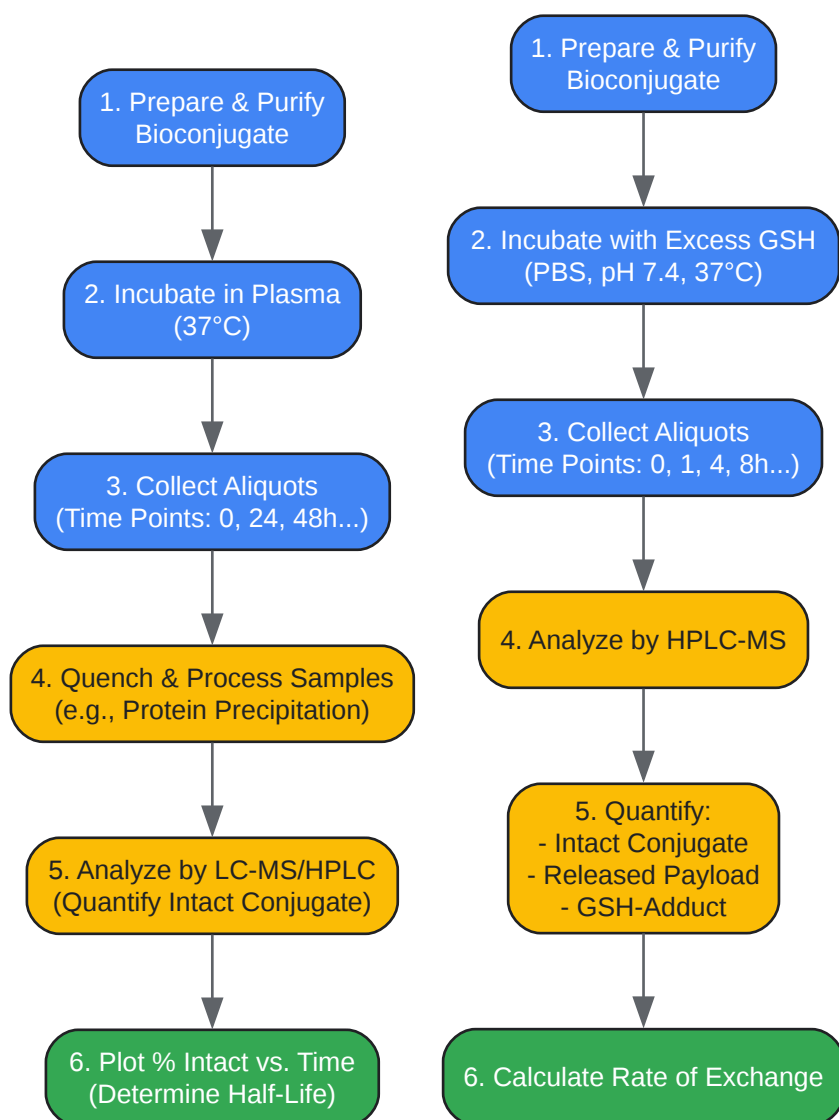 1. Prepare & Purify
Bioconjugate
2. Incubate in Plasma
(37°C)
3. Collect Aliquots
(Time Points: 0, 24, 48h...)
4. Quench & Process Samples
(e.g., Protein Precipitation)
5. Analyze by LC-MS/HPLC
(Quantify Intact Conjugate)
6. Plot % Intact vs. Time
(Determine Half-Life)
1. Prepare & Purify
Bioconjugate
2. Incubate with Excess GSH
(PBS, pH 7.4, 37°C)
3. Collect Aliquots
(Time Points: 0, 1, 4, 8h...)
4. Analyze by HPLC-MS
5. Quantify:
- Intact Conjugate
- Released Payload
- GSH-Adduct
6. Calculate Rate of Exchange